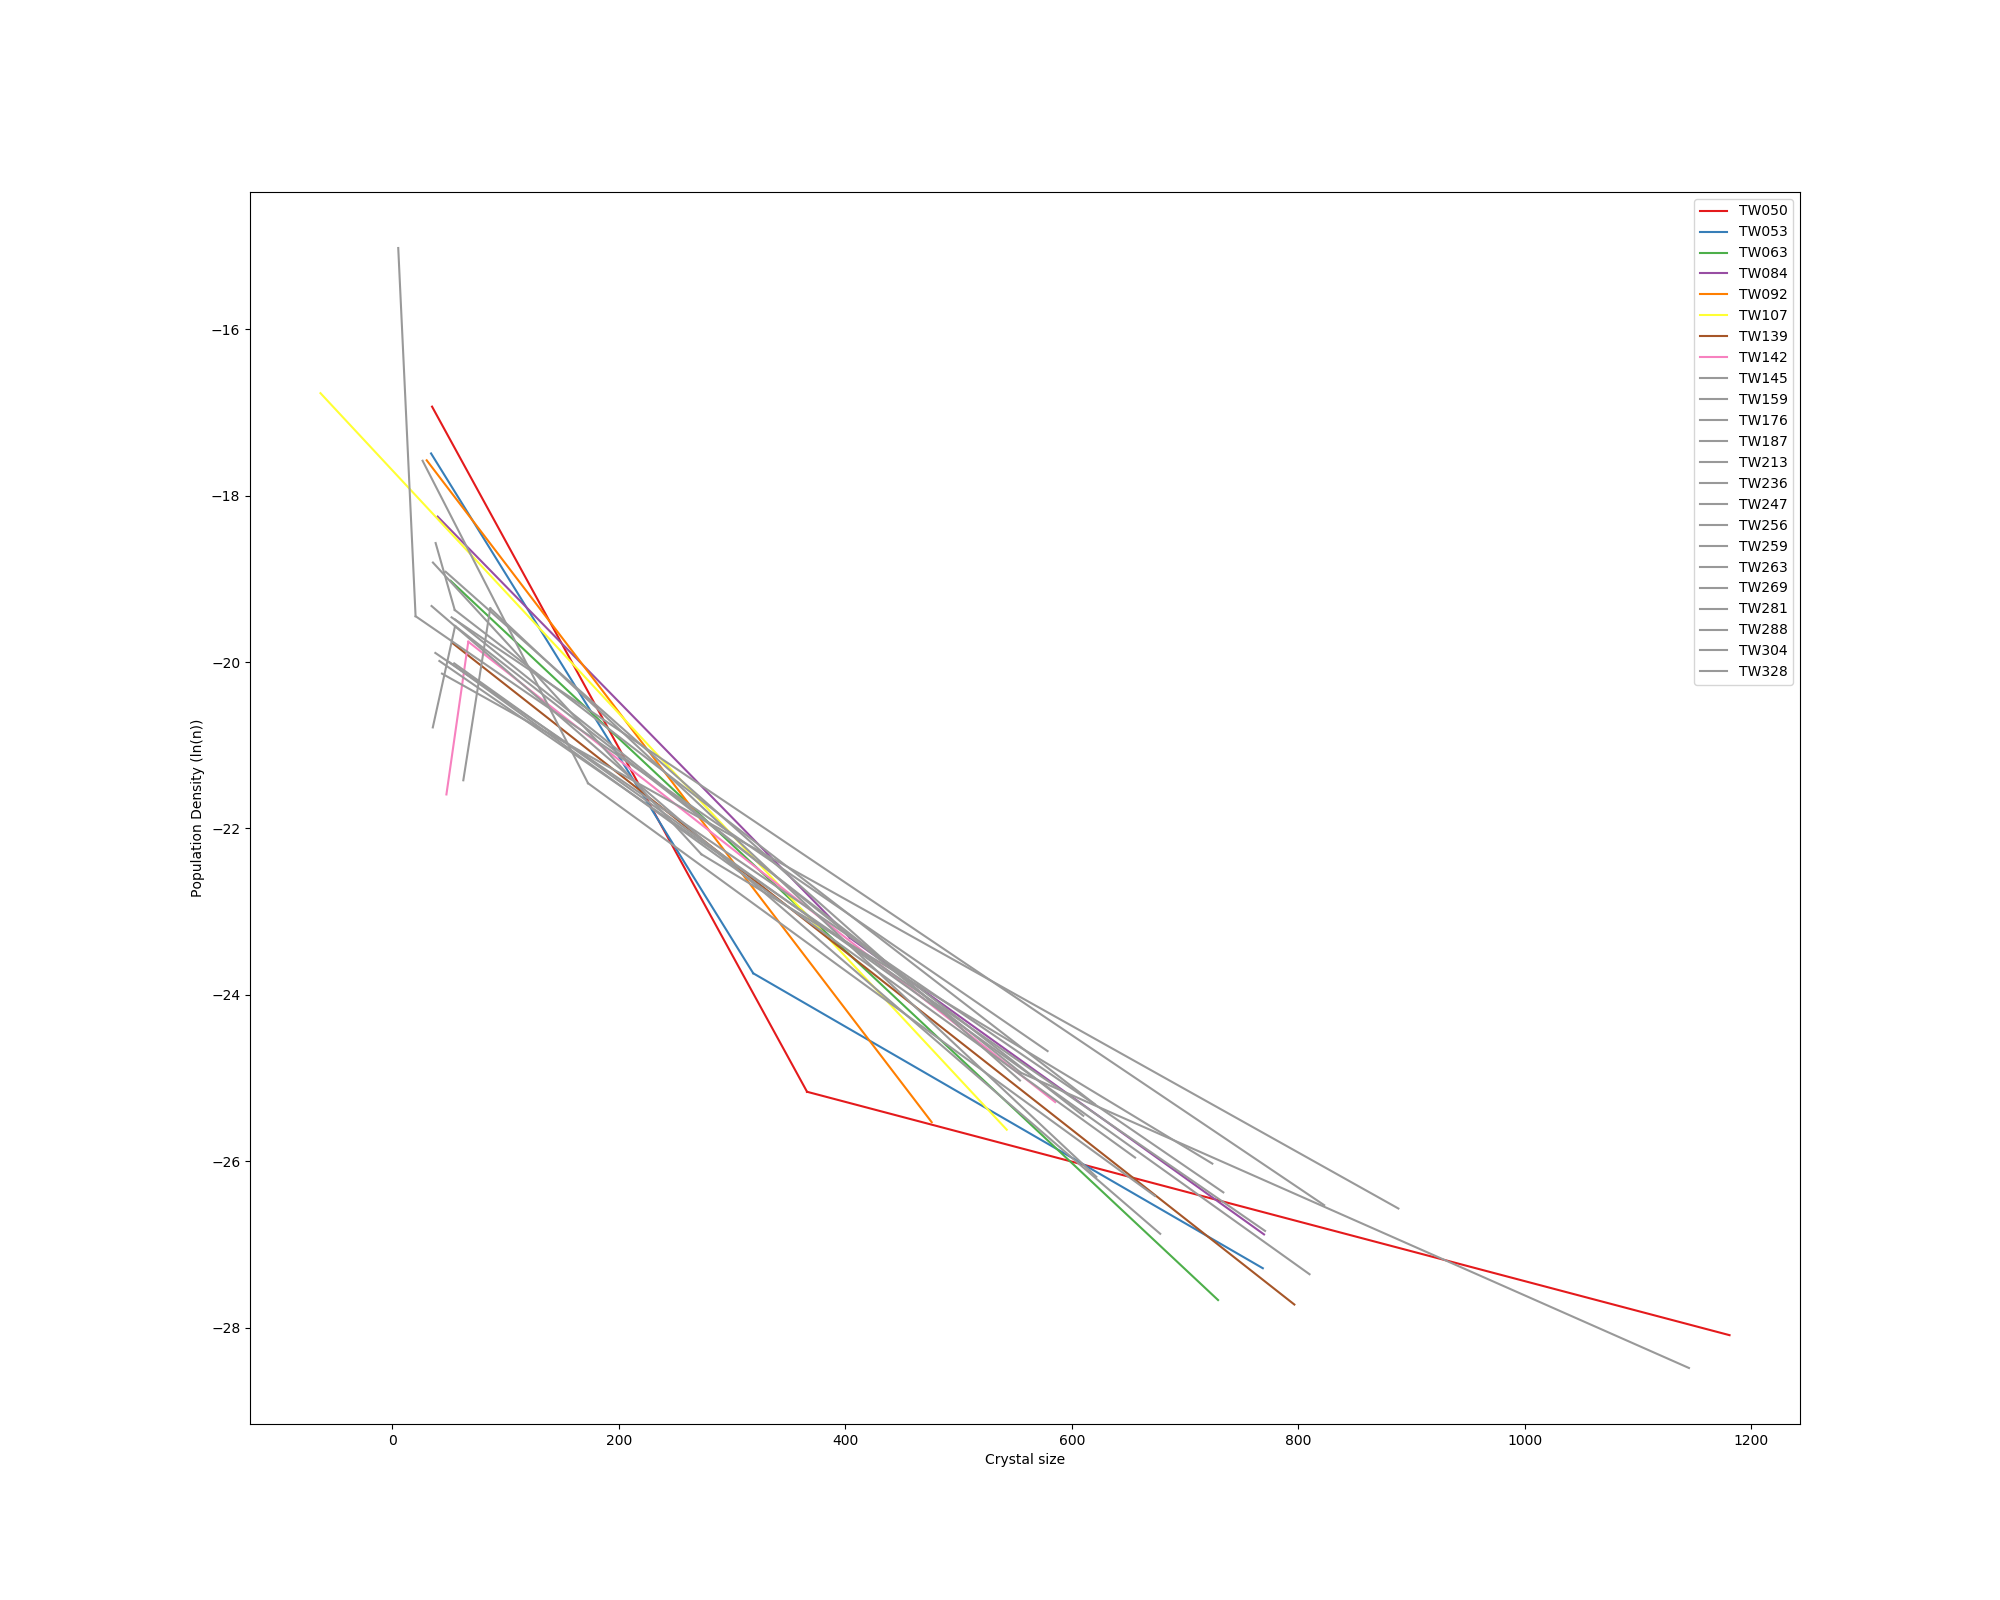 TW050
TW053
TW063
TW084
TW092
TW107
TW139
TW142
TW145
TW159
TW176
TW187
TW213
TW236
TW247
TW256
TW259
TW263
TW269
TW281
TW288
TW304
TW328
−16
−18
−20
−22
−24
−26
−28
Population Density (ln(n))
0 200 400 600 800 1000 1200
Crystal size